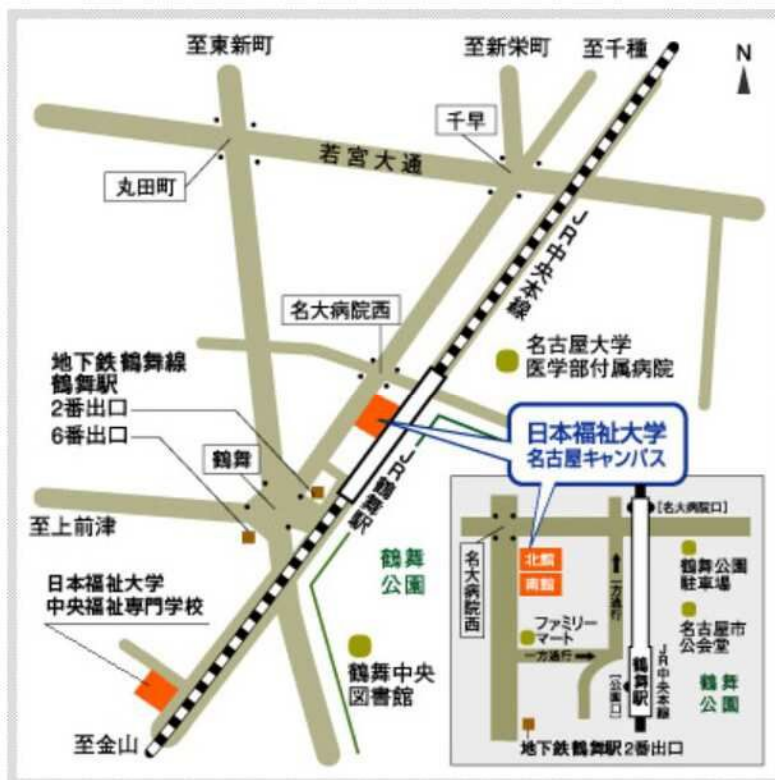 至東新町
至新栄町
至千種
N
千早
若宮大通
丸田町
JR中央本線
名大病院西
名古屋大学
医学部付属病院
地下鉄鶴舞線
鶴舞駅
2番出口
6番出口
鶴舞
日本福祉大学
名古屋キャンパス
JR鶴舞駅
至上前津
鶴舞
公園
日本福祉大学
中央福祉専門学校
鶴舞中央
図書館
至金山
[名大病院口]
名大病院西
北館
南館
一方通行
鶴舞公園
駐車場
ファミリー
マート
名古屋市
公会堂
一方通行
[公園口]
鶴舞駅
JR中央本線
鶴舞
公園
地下鉄鶴舞駅2番出口